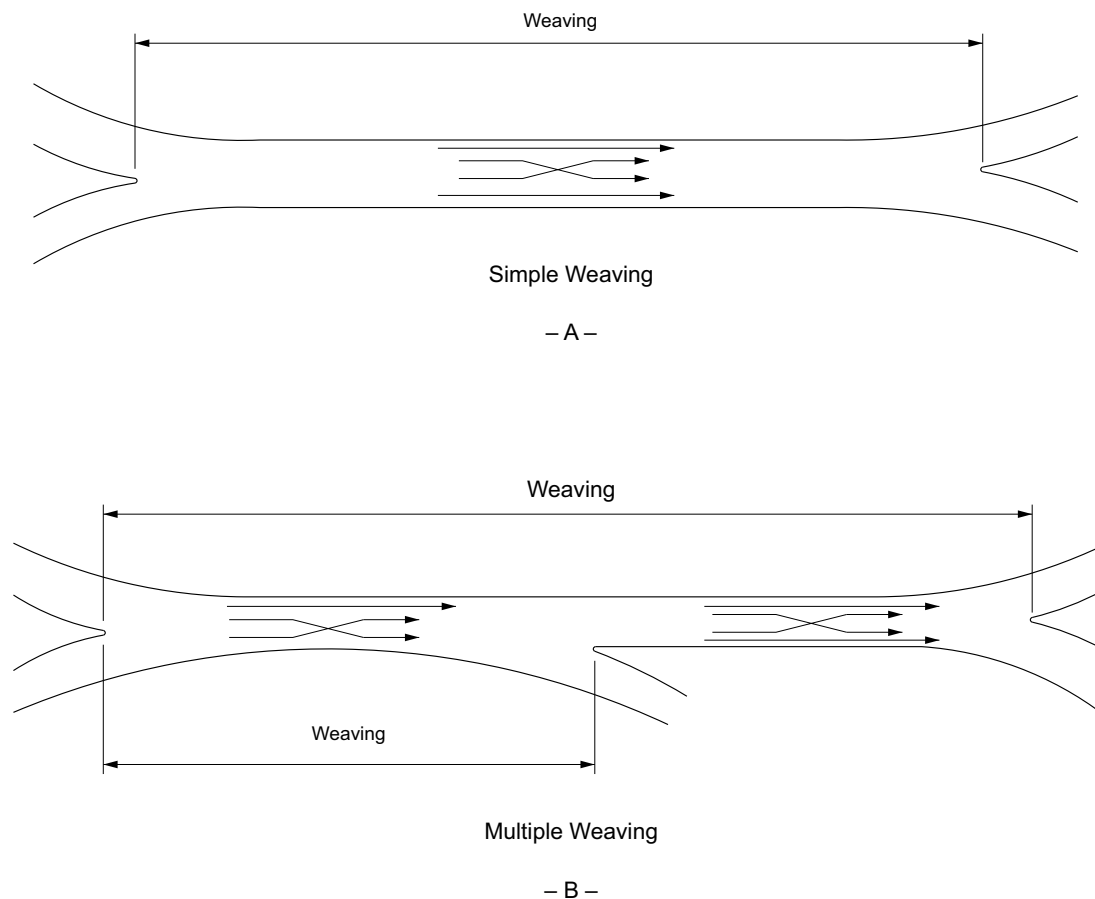 Weaving
Simple Weaving
– A –
Weaving
Weaving
Multiple Weaving
– B –